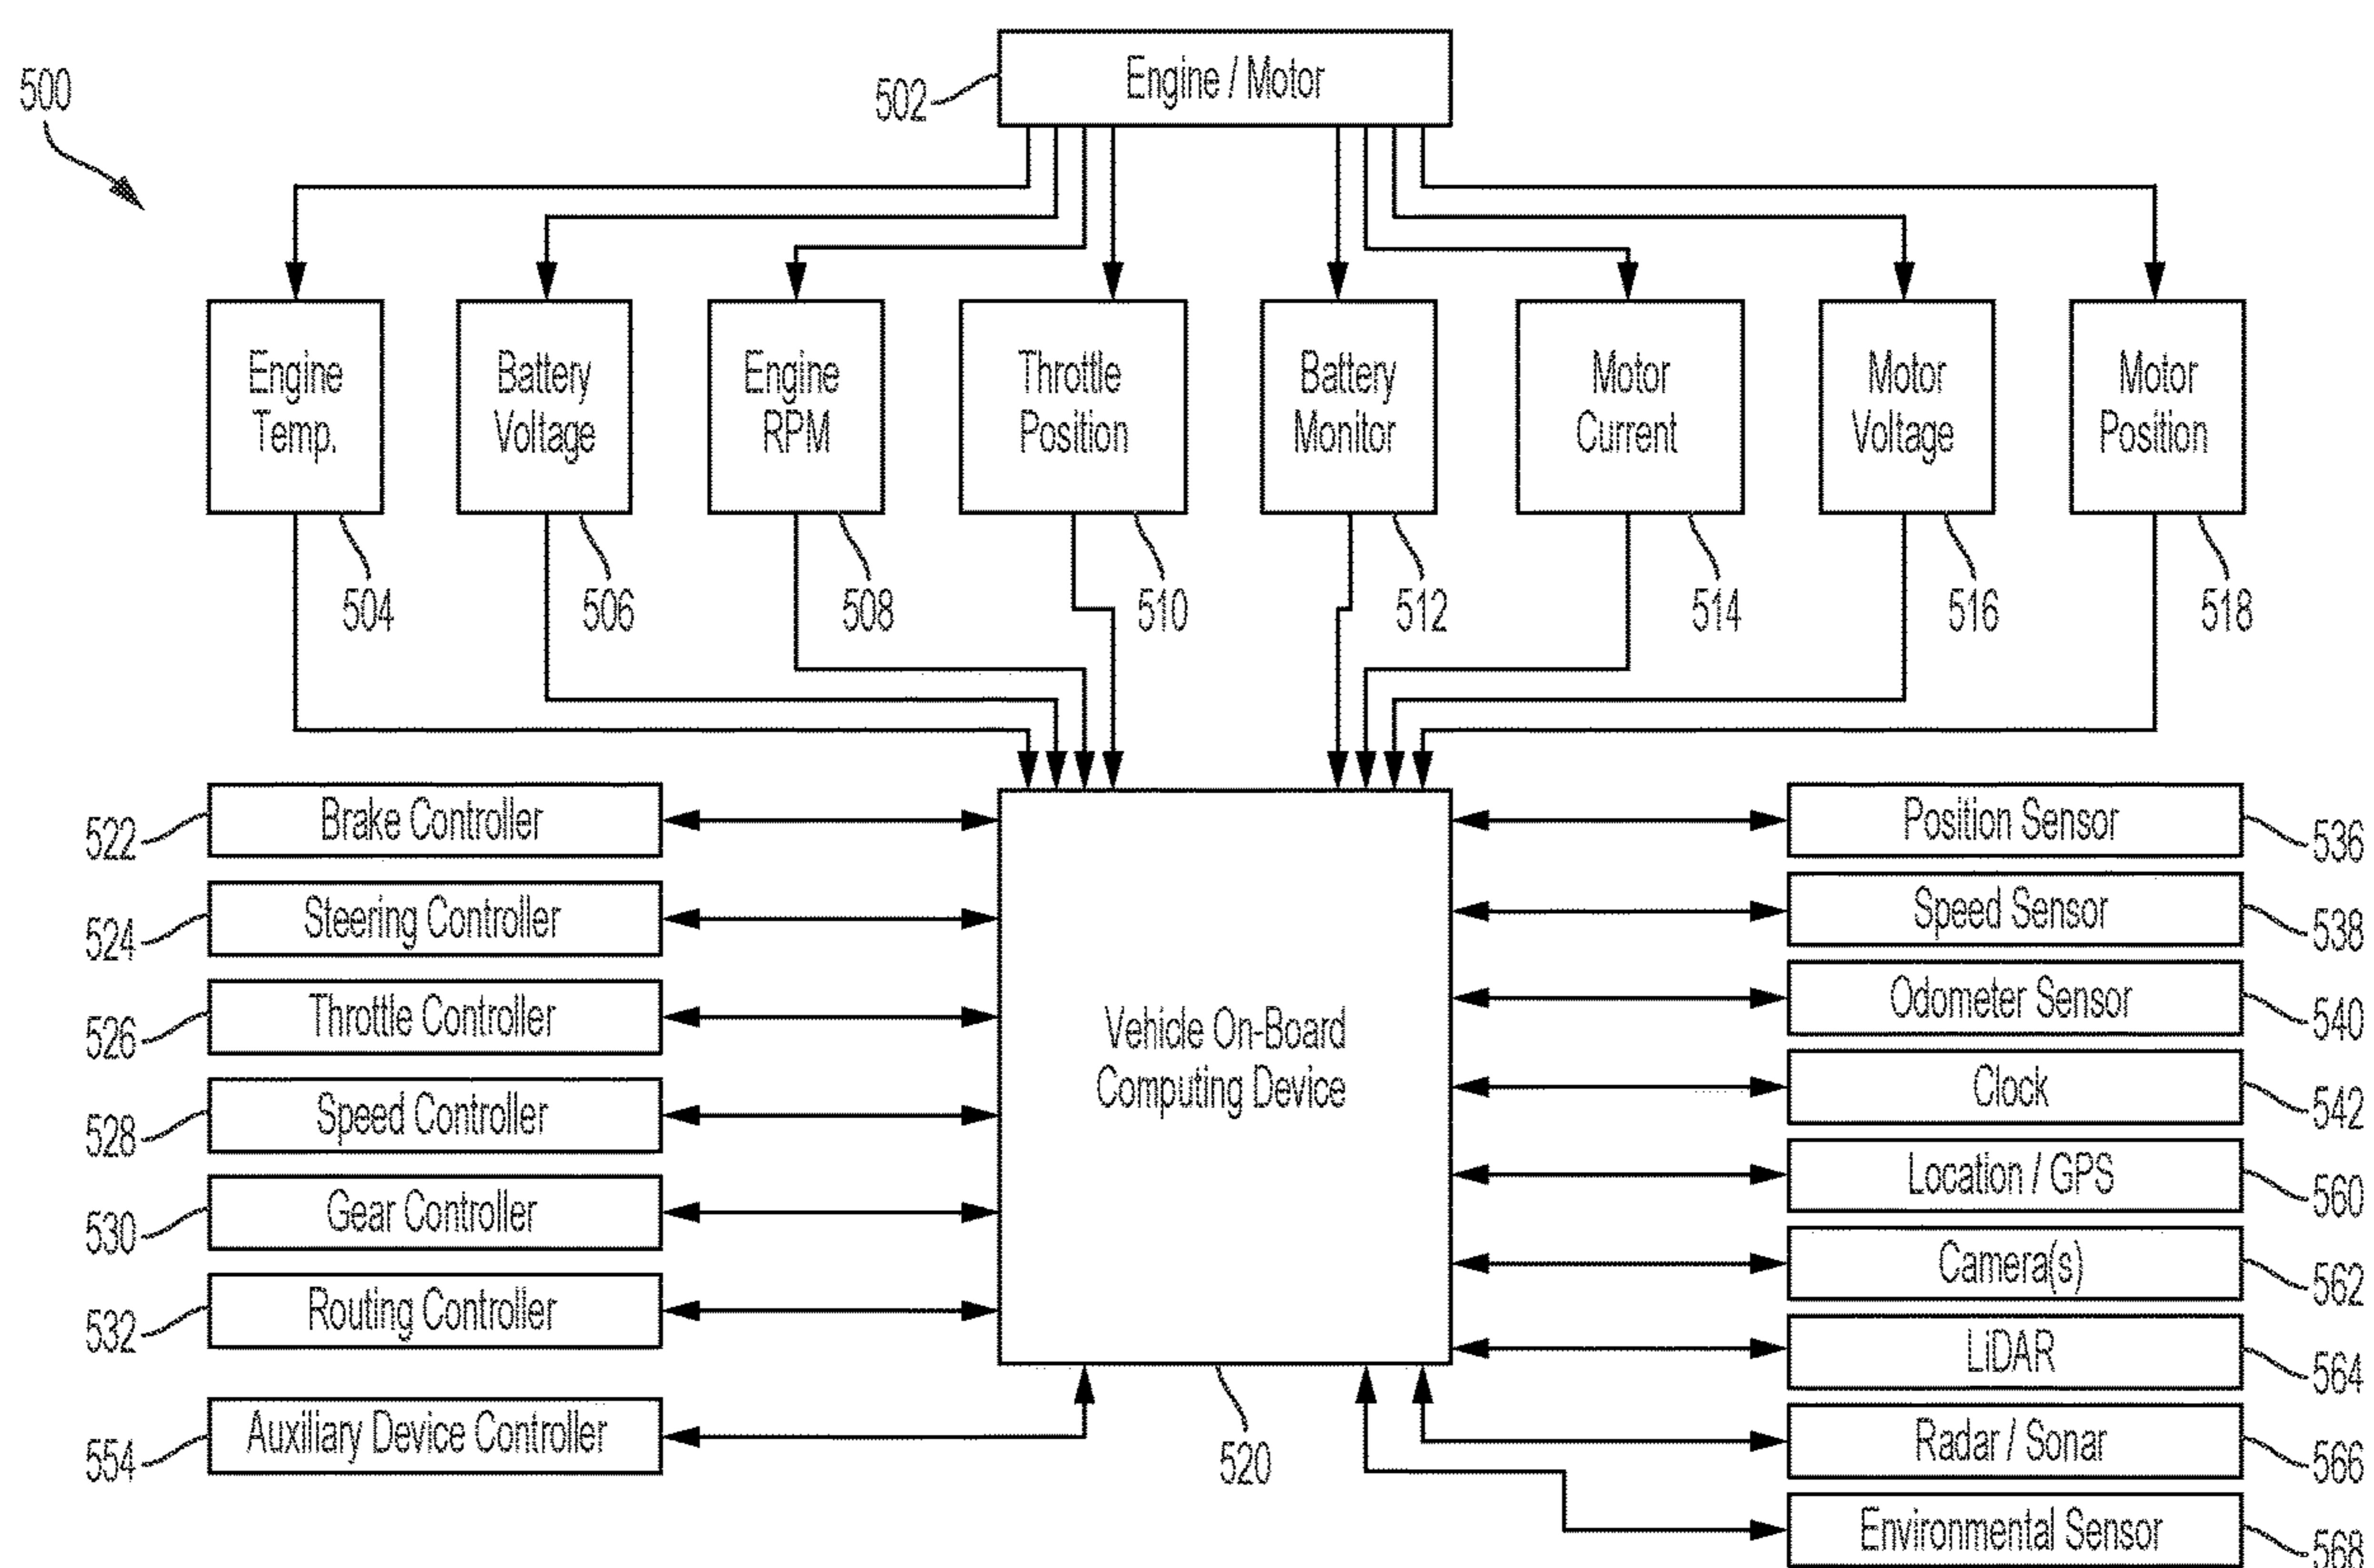 500
502
Engine / Motor
Engine
Temp.
Battery
Voltage
Engine
RPM
Throttle
Position
Battery
Monitor
Motor
Current
Motor
Voltage
Motor
Position
504
506
508
510
512
514
516
518
522
Brake Controller
524
Steering Controller
526
Throttle Controller
528
Speed Controller
530
Gear Controller
532
Routing Controller
554
Auxiliary Device Controller
Vehicle On-Board
Computing Device
520
Position Sensor
536
Speed Sensor
538
Odometer Sensor
540
Clock
542
Location / GPS
560
Camera(s)
562
LiDAR
564
Radar / Sonar
566
Environmental Sensor
568